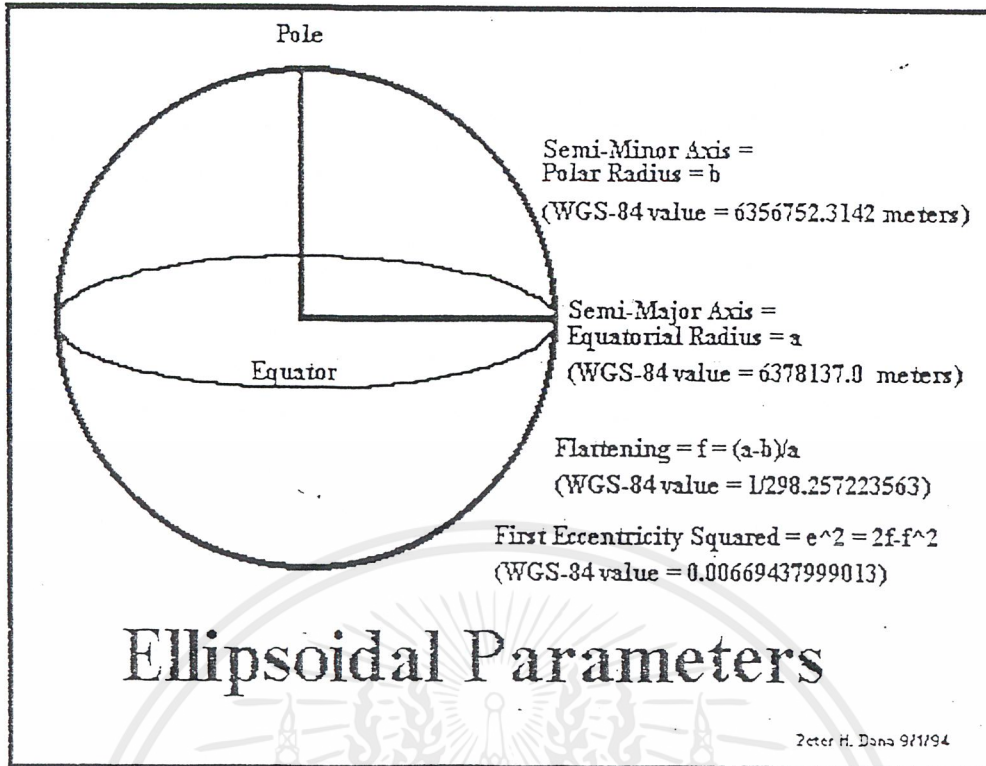 Pole
Semi-Minor Axis =
Polar Radius = b
(WGS-84 value = 6356752.3142 meters)
Semi-Major Axis =
Equatorial Radius = a
(WGS-84 value = 6378137.0 meters)
Equator
Flattening = f = (a-b)/a
(WGS-84 value = 1/298.257223563)
First Eccentricity Squared = e^2 = 2f-f^2
(WGS-84 value = 0.00669437999013)
Ellipsoidal Parameters
Peter H. Dana 9/1/94